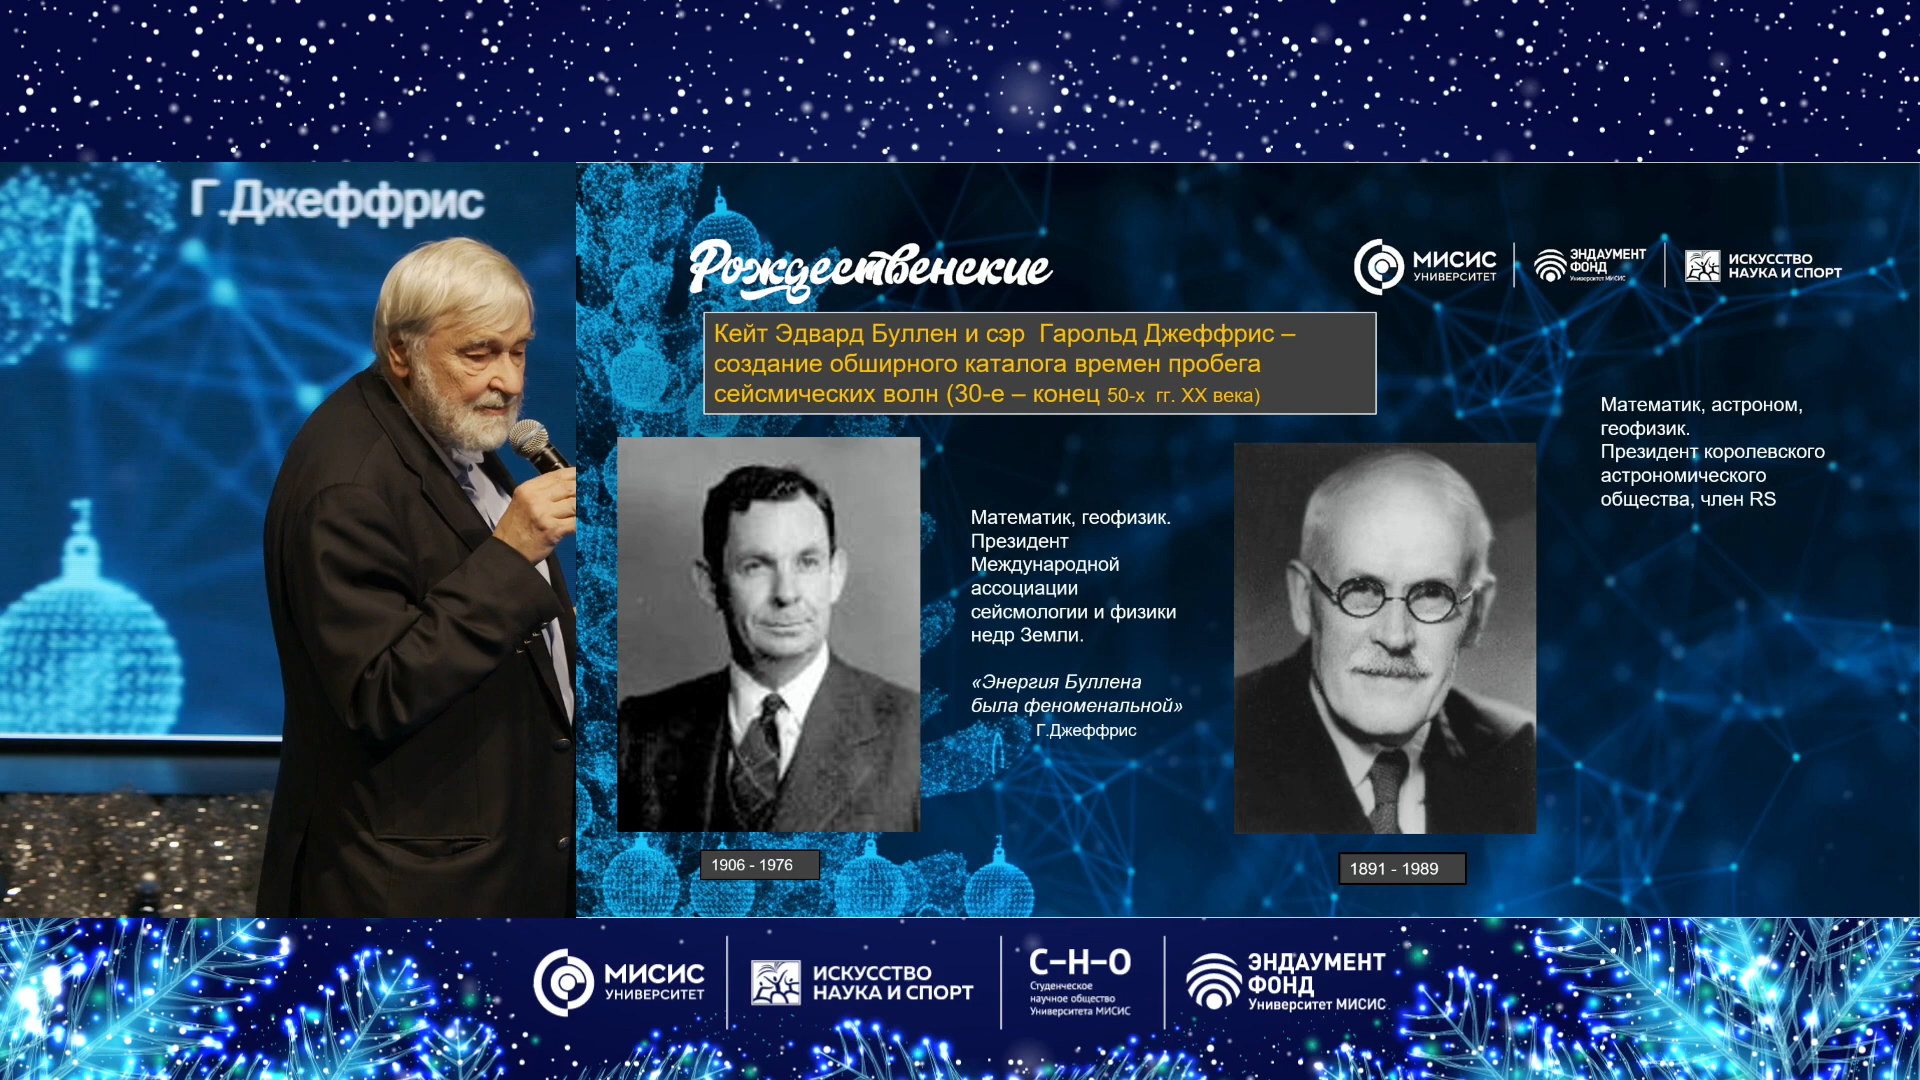 Г.Джеффрис
Рождественские
МИСИС
УНИВЕРСИТЕТ
ЭНДАУМЕНТ
ФОНД
Университет МИСИС
ИСКУССТВО
НАУКА И СПОРТ
Кейт Эдвард Буллен и сэр Гарольд Джеффрис –
создание обширного каталога времен пробега
сейсмических волн (30-е – конец 50-х гг. XX века)
Математик, геофизик.
Президент
Международной
ассоциации
сейсмологии и физики
недр Земли.
«Энергия Буллена
была феноменальной»
Г.Джеффрис
Математик, астроном,
геофизик.
Президент королевского
астрономического
общества, член RS
1906 - 1976
1891 - 1989
МИСИС
УНИВЕРСИТЕТ
ИСКУССТВО
НАУКА И СПОРТ
С–Н–О
Студенческое
научное общество
Университета МИСИС
ЭНДАУМЕНТ
ФОНД
Университет МИСИС